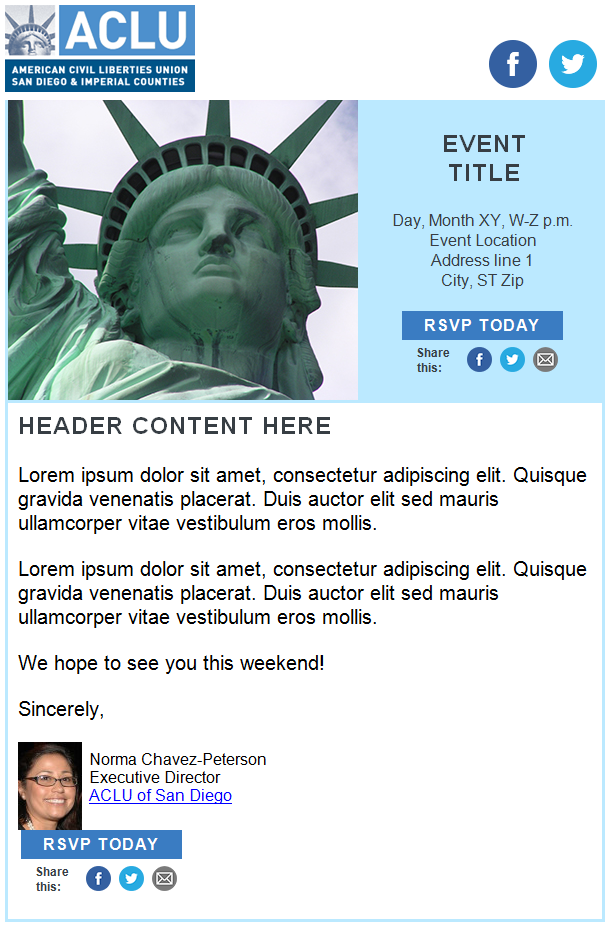 ACLU
AMERICAN CIVIL LIBERTIES UNION
SAN DIEGO & IMPERIAL COUNTIES
EVENT
TITLE
Day, Month XY, W-Z p.m.
Event Location
Address line 1
City, ST Zip
RSVP TODAY
Share
this:
HEADER CONTENT HERE
Lorem ipsum dolor sit amet, consectetur adipiscing elit. Quisque
gravida venenatis placerat. Duis auctor elit sed mauris
ullamcorper vitae vestibulum eros mollis.
Lorem ipsum dolor sit amet, consectetur adipiscing elit. Quisque
gravida venenatis placerat. Duis auctor elit sed mauris
ullamcorper vitae vestibulum eros mollis.
We hope to see you this weekend!
Sincerely,
Norma Chavez-Peterson
Executive Director
ACLU of San Diego
RSVP TODAY
Share
this: